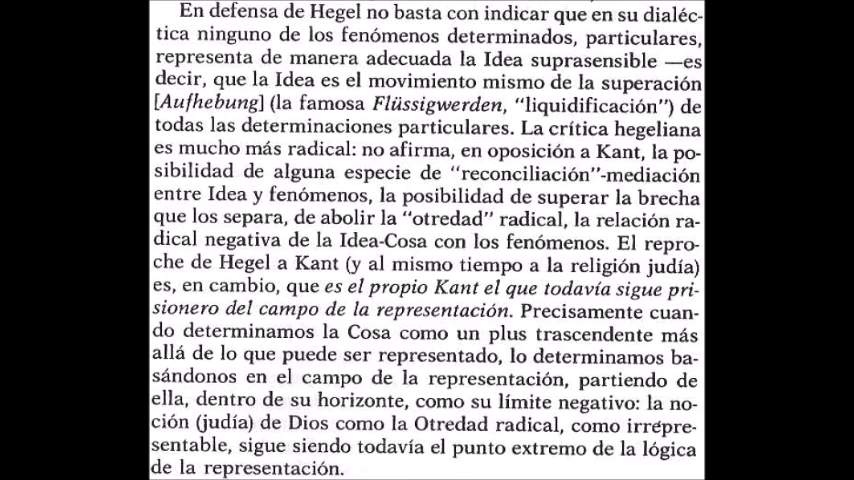 En defensa de Hegel no basta con indicar que en su dialéc-
tica ninguno de los fenómenos determinados, particulares,
representa de manera adecuada la Idea suprasensible —es
decir, que la Idea es el movimiento mismo de la superación
[Aufhebung] (la famosa Flüssigwerden, “liquidificación”) de
todas las determinaciones particulares. La crítica hegeliana
es mucho más radical: no afirma, en oposición a Kant, la po-
sibilidad de alguna especie de “reconciliación”-mediación
entre Idea y fenómenos, la posibilidad de superar la brecha
que los separa, de abolir la “otredad” radical, la relación ra-
dical negativa de la Idea-Cosa con los fenómenos. El repro-
che de Hegel a Kant (y al mismo tiempo a la religión judía)
es, en cambio, que es el propio Kant el que todavía sigue pri-
sionero del campo de la representación. Precisamente cuan-
do determinamos la Cosa como un plus trascendente más
allá de lo que puede ser representado, lo determinamos ba-
sándonos en el campo de la representación, partiendo de
ella, dentro de su horizonte, como su límite negativo: la no-
ción (judía) de Dios como la Otredad radical, como irrepre-
sentable, sigue siendo todavía el punto extremo de la lógica
de la representación.